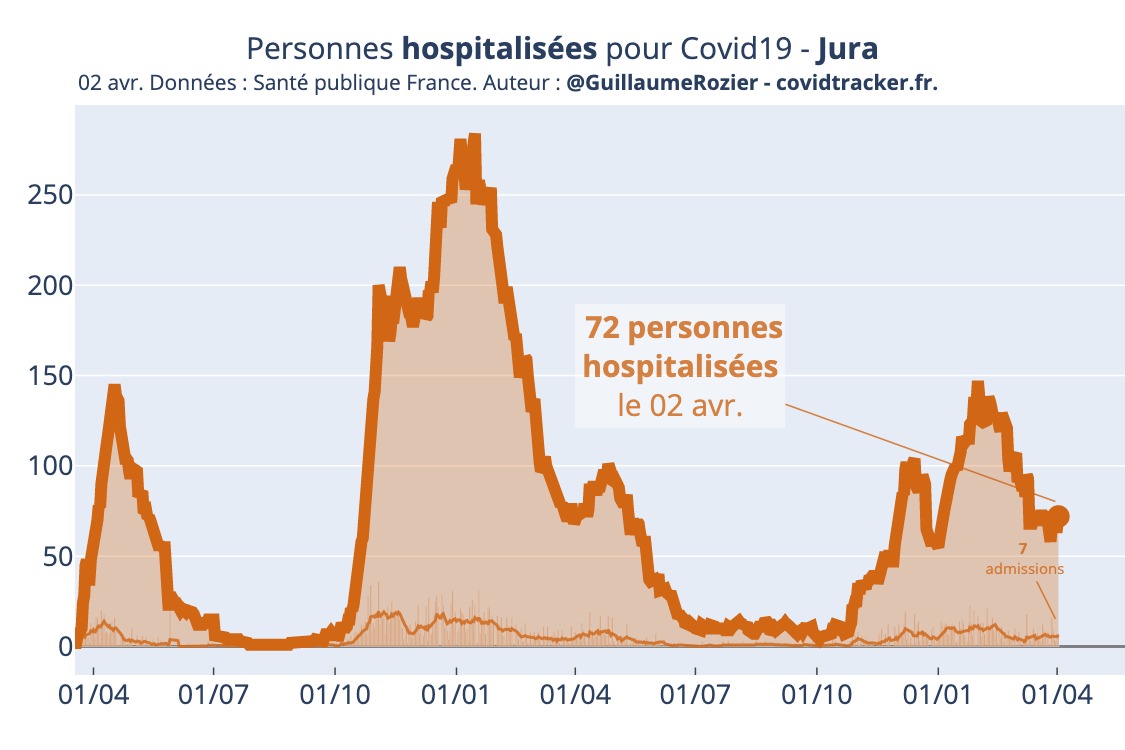 Personnes hospitalisées pour Covid19 - Jura
02 avr. Données : Santé publique France. Auteur : @GuillaumeRozier - covidtracker.fr.
250
200
150
100
50
0
72 personnes
hospitalisées
le 02 avr.
7
admissions
01/04
01/07
01/10
01/01
01/04
01/07
01/10
01/01
01/04